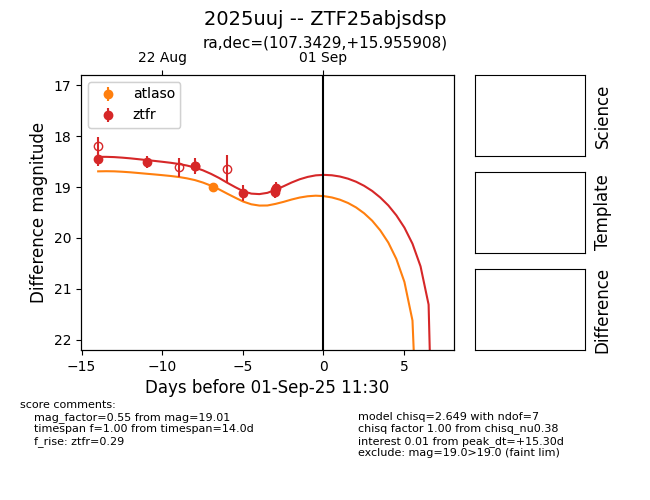 2025uuj -- ZTF25abjsdsp
ra,dec=(107.3429,+15.955908)
22 Aug
01 Sep
atlaso
ztfr
17
18
19
20
21
22
Difference magnitude
−15
−10
−5
0
5
Days before 01-Sep-25 11:30
Science
Template
Difference
score comments:
mag_factor=0.55 from mag=19.01
timespan f=1.00 from timespan=14.0d
f_rise: ztfr=0.29
model chisq=2.649 with ndof=7
chisq factor 1.00 from chisq_nu0.38
interest 0.01 from peak_dt=+15.30d
exclude: mag=19.0>19.0 (faint lim)